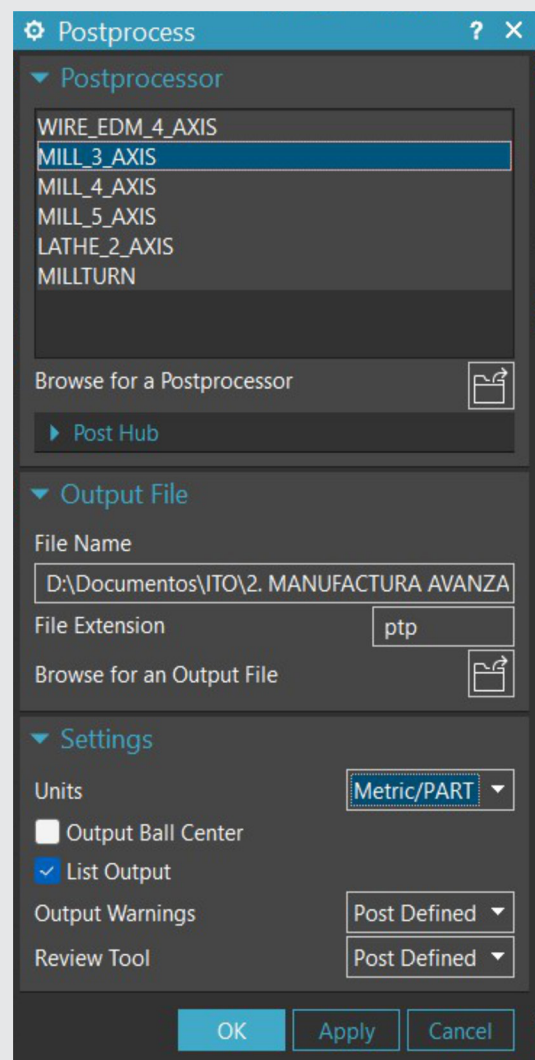 Postprocess ? ×
Postprocessor
WIRE_EDM_4_AXIS
MILL_3_AXIS
MILL_4_AXIS
MILL_5_AXIS
LATHE_2_AXIS
MILLTURN
Browse for a Postprocessor
Post Hub
Output File
File Name
D:\Documentos\ITO\2. MANUFACTURA AVANZA
File Extension ptp
Browse for an Output File
Settings
Units Metric/PART
Output Ball Center
List Output
Output Warnings Post Defined
Review Tool Post Defined
OK Apply Cancel